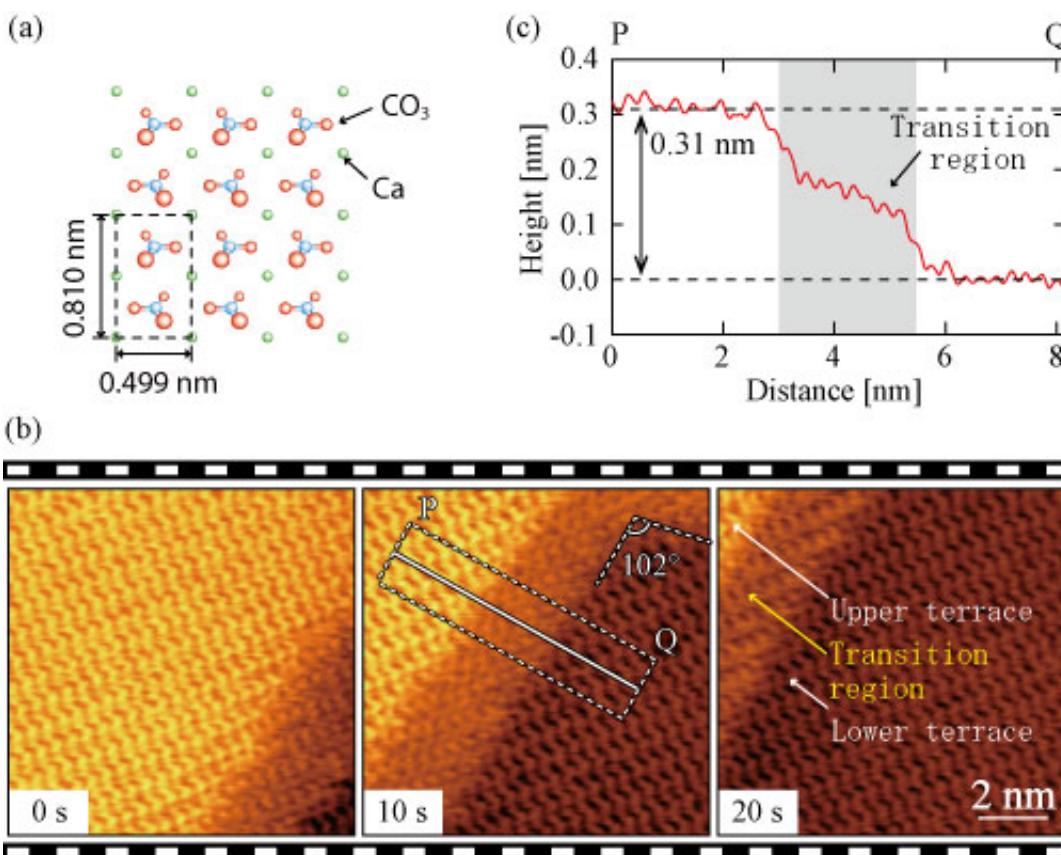 (a)
CO3
Ca
0.810 nm
0.499 nm
(c)
P
Q
0.4
0.3
0.2
0.1
0.0
-0.1
Height [nm]
0.31 nm
Transition
region
0
2
4
6
8
Distance [nm]
(b)
P
Q
102°
0 s
10 s
20 s
Upper terrace
Transition
region
Lower terrace
2 nm